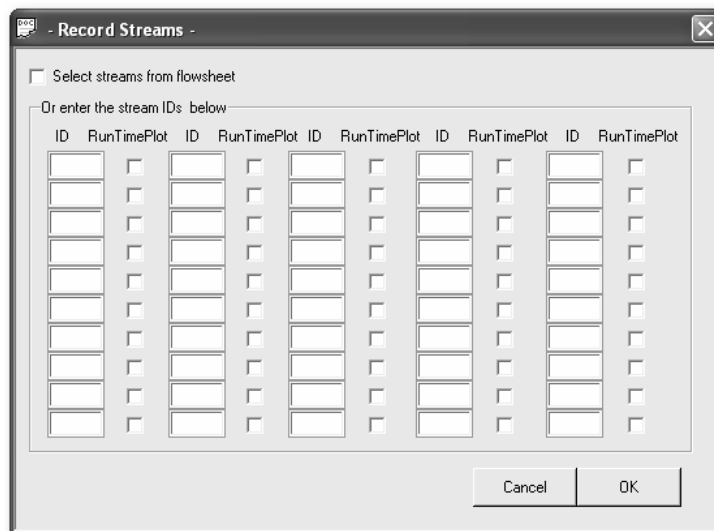 - Record Streams -
Select streams from flowsheet
Or enter the stream IDs below
ID RunTimePlot ID RunTimePlot ID RunTimePlot ID RunTimePlot ID RunTimePlot
Cancel OK